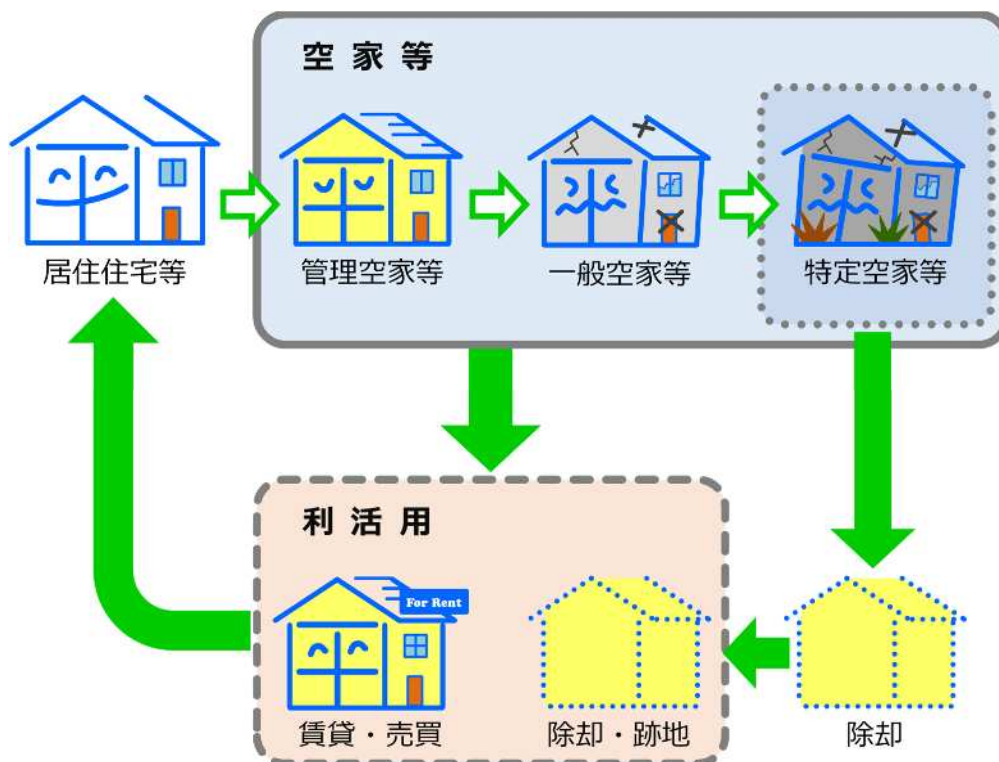 空家等
居住住宅等
管理空家等
一般空家等
特定空家等
利活用
For Rent
賃貸・売買
除却・跡地
除却